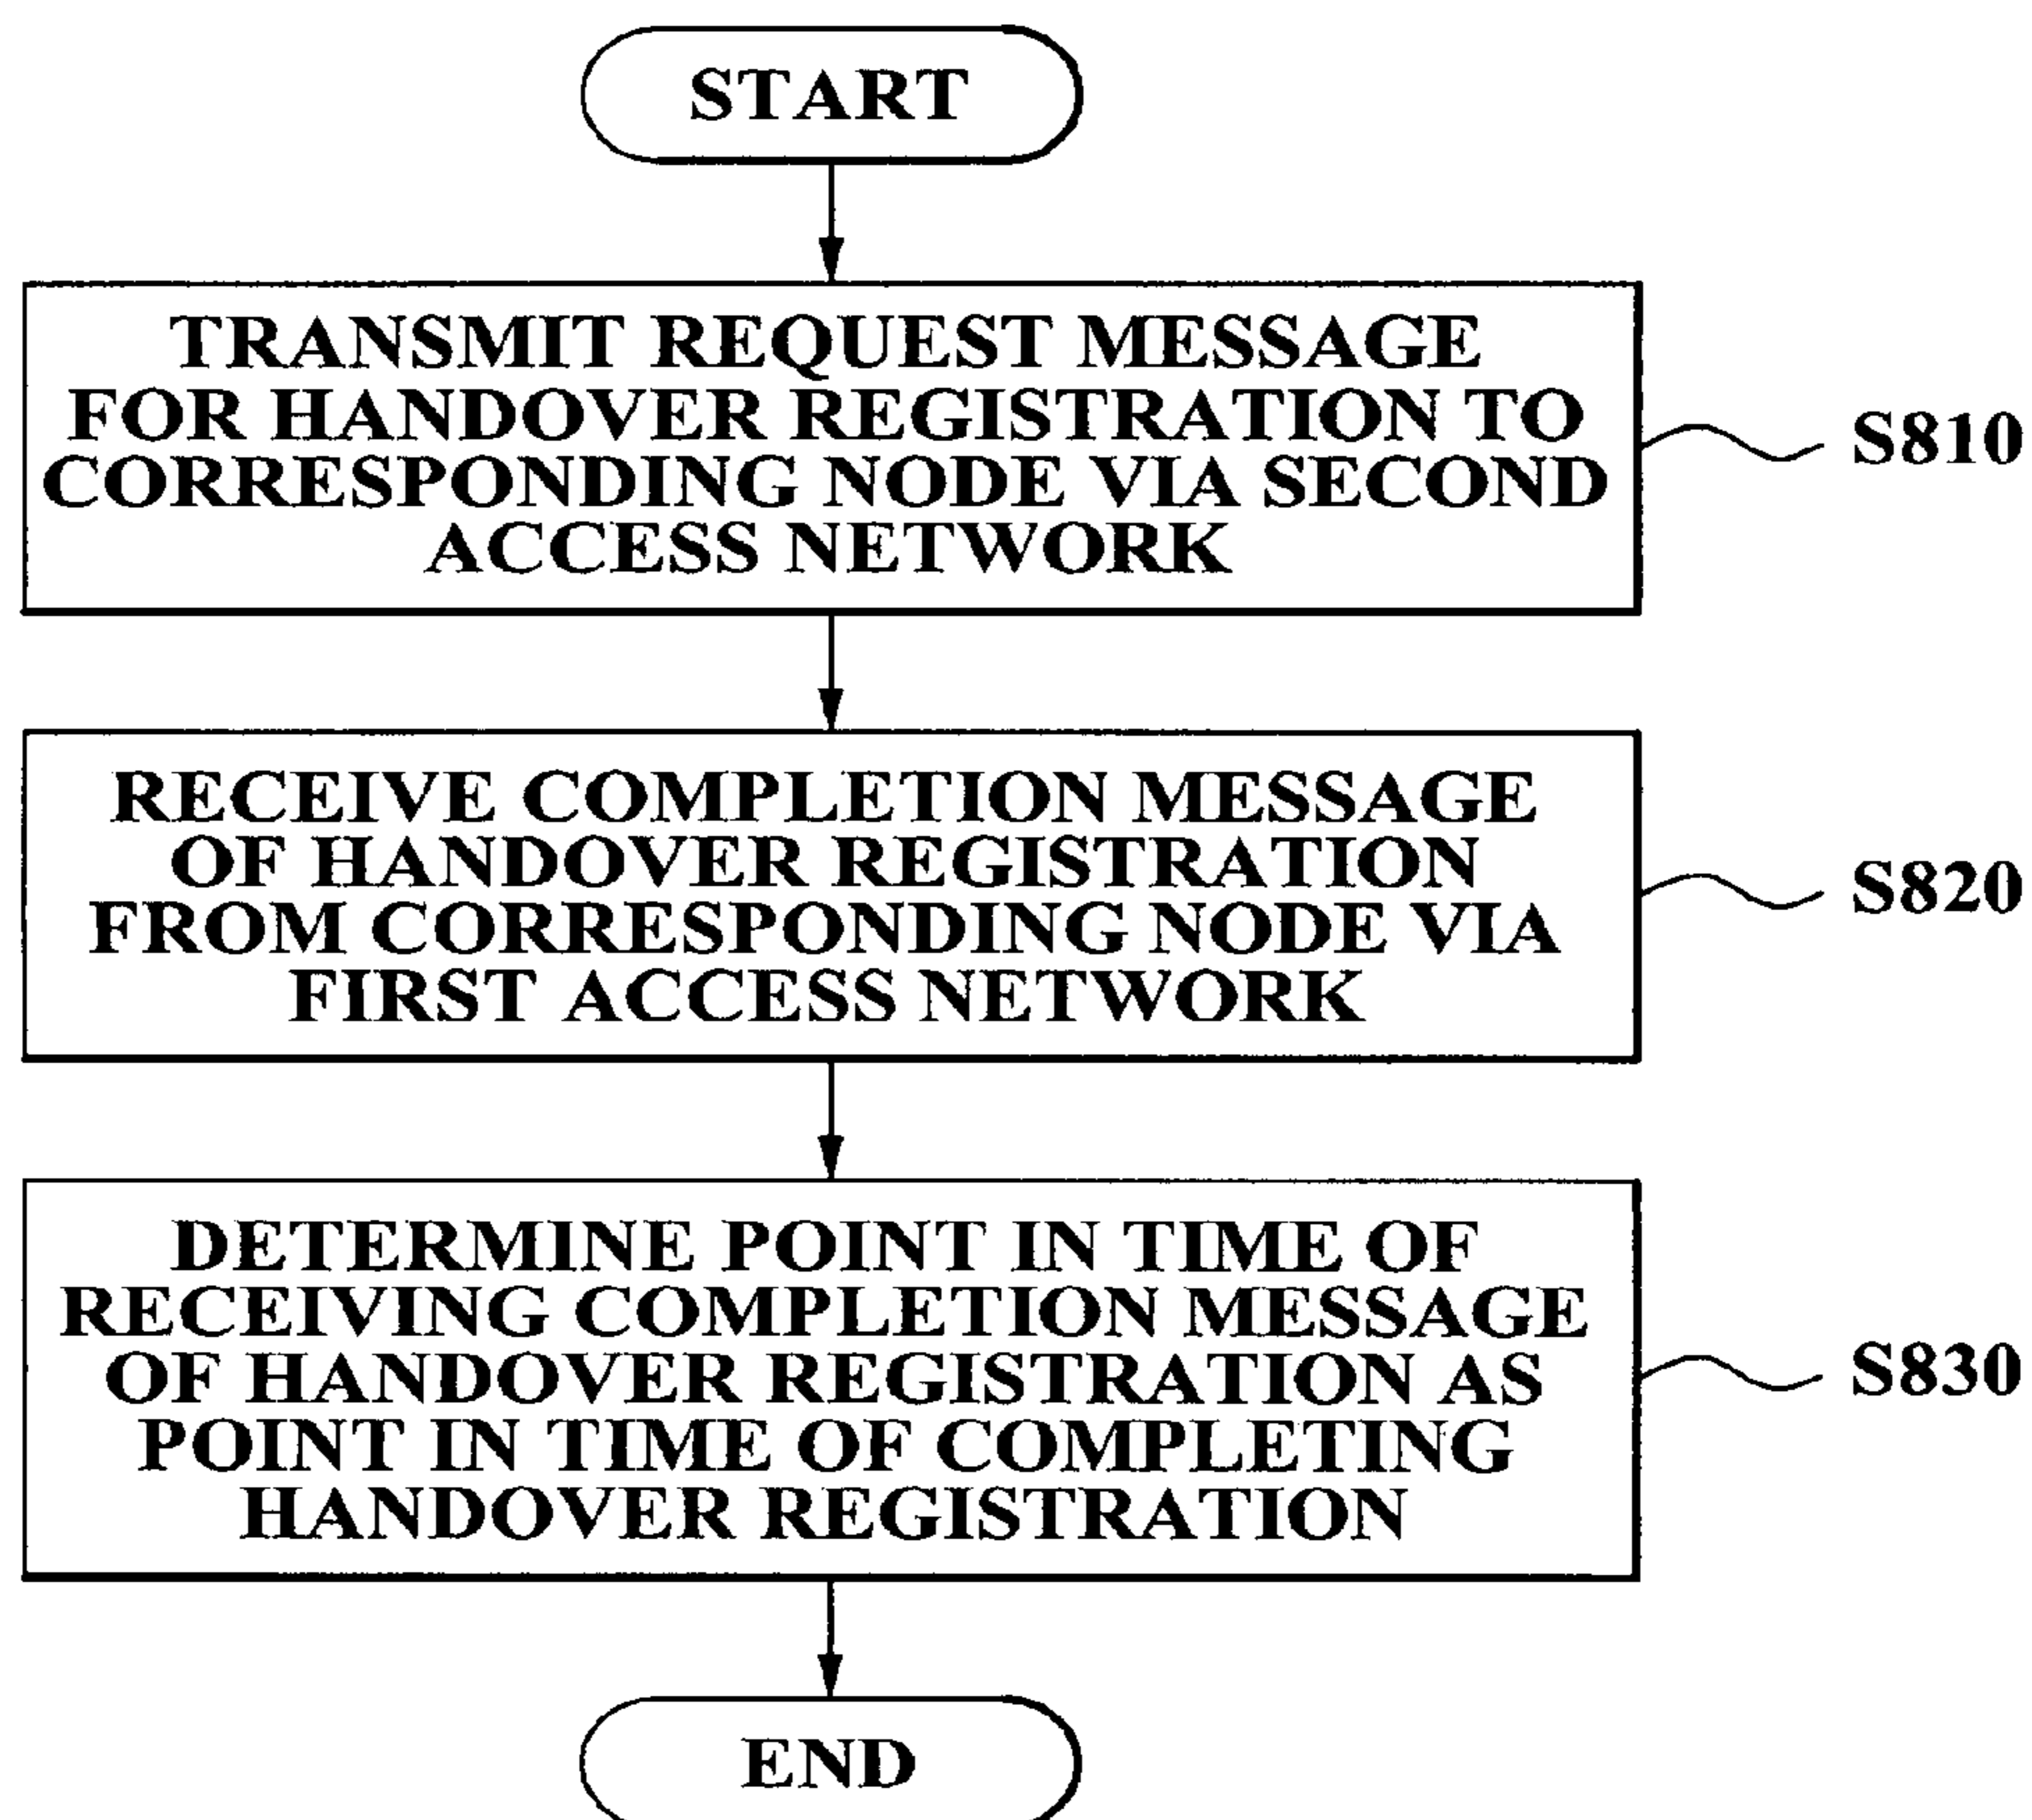 START
TRANSMIT REQUEST MESSAGE
FOR HANDOVER REGISTRATION TO
CORRESPONDING NODE VIA SECOND
ACCESS NETWORK
S810
RECEIVE COMPLETION MESSAGE
OF HANDOVER REGISTRATION
FROM CORRESPONDING NODE VIA
FIRST ACCESS NETWORK
S820
DETERMINE POINT IN TIME OF
RECEIVING COMPLETION MESSAGE
OF HANDOVER REGISTRATION AS
POINT IN TIME OF COMPLETING
HANDOVER REGISTRATION
S830
END